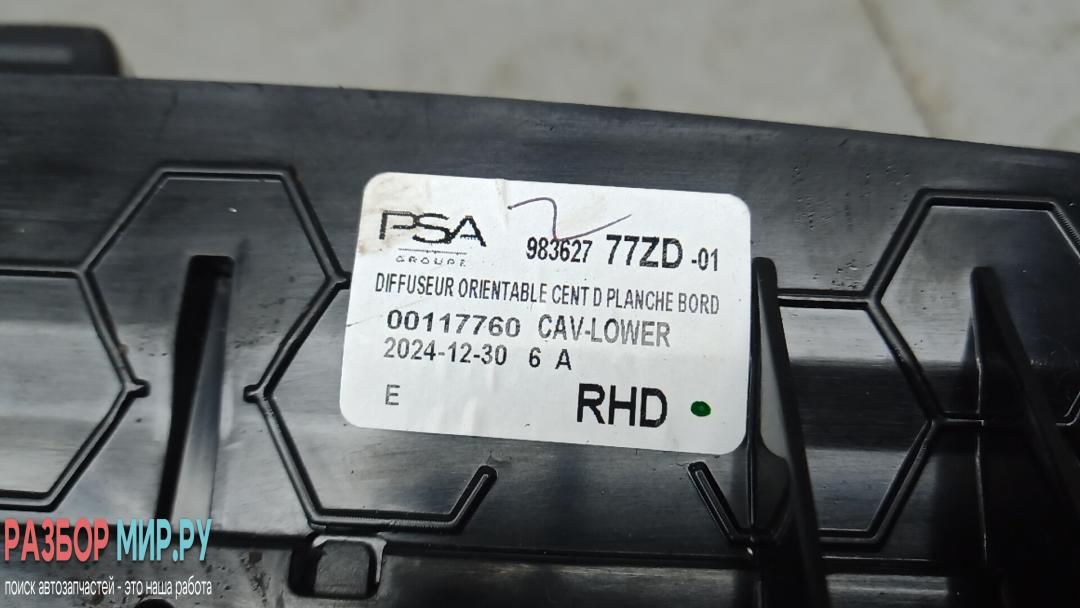 PSA
GROUPE
983627 77ZD -01
DIFFUSEUR ORIENTABLE CENT D PLANCHE BORD
00117760 CAV-LOWER
2024-12-30 6 A
E
RHD
РАЗБОР МИР.РУ
поиск автозапчастей - это наша работа